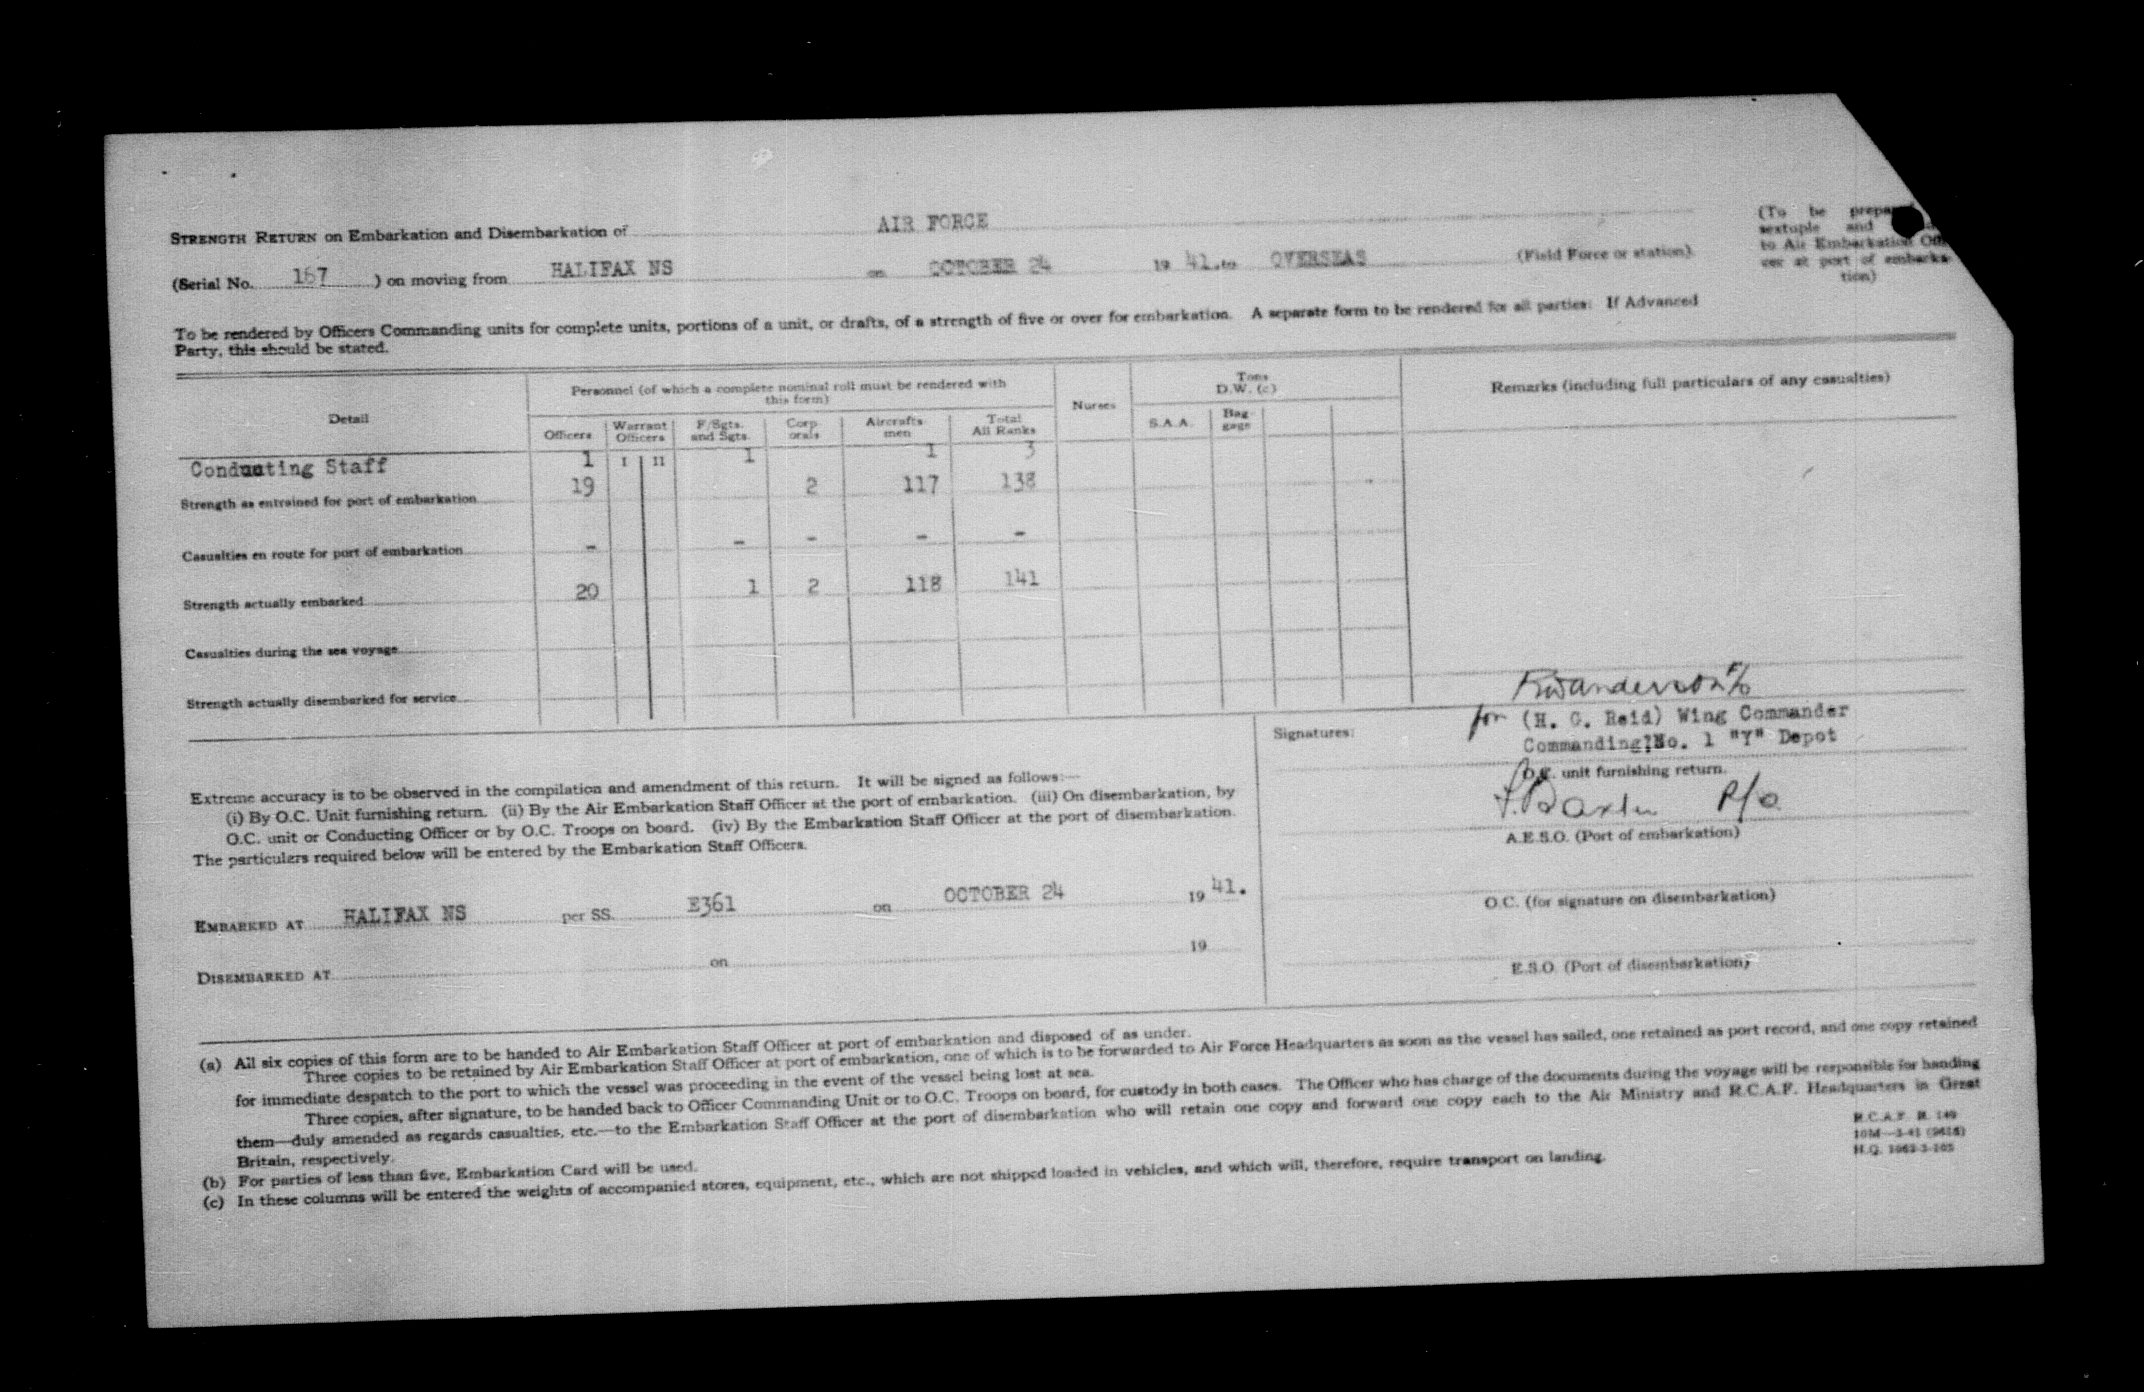 STRENGTH RETURN on Embarkation and Disembarkation of AIR FORCE
(Serial No. 167 ) on moving from HALIFAX NS on OCTOBER 24 19 41. to OVERSEAS (Field Force or station).
(To be
sextuple and
to Air Embarkation
cer at port of embarka-
tion)
To be rendered by Officers Commanding units for complete units, portions of a unit, or drafts, of a strength of five or over for embarkation. A separate form to be rendered for all parties: If Advanced
Party, this should be stated.
Detail
Personnel (of which a complete nominal roll must be rendered with
this form)
Nurses
Tons
D.W. (c)
Remarks (including full particulars of any casualties)
Officers Warrant Officers F/Sgts. and Sgts. Corp orals Aircrafts men Total All Ranks S.A.A. Bag gage
I II
Conducting Staff 1 1 1 3
Strength as entrained for port of embarkation 19 2 117 138
Casualties en route for port of embarkation - - - - -
Strength actually embarked 20 1 2 118 141
Casualties during the sea voyage
Strength actually disembarked for service
Signatures:
RWAnderson F/O
for (H. G. Reid) Wing Commander
Commanding No. 1 "Y" Depot
O.C. unit furnishing return.
Baxter P/O
A.E.S.O. (Port of embarkation)
O.C. (for signature on disembarkation)
E.S.O. (Port of disembarkation)
Extreme accuracy is to be observed in the compilation and amendment of this return. It will be signed as follows:—
(i) By O.C. Unit furnishing return. (ii) By the Air Embarkation Staff Officer at the port of embarkation. (iii) On disembarkation, by
O.C. unit or Conducting Officer or by O.C. Troops on board. (iv) By the Embarkation Staff Officer at the port of disembarkation.
The particulars required below will be entered by the Embarkation Staff Officers.
EMBARKED AT HALIFAX NS per SS. E361 on OCTOBER 24 19 41.
DISEMBARKED AT on 19
(a) All six copies of this form are to be handed to Air Embarkation Staff Officer at port of embarkation and disposed of as under.
Three copies to be retained by Air Embarkation Staff Officer at port of embarkation, one of which is to be forwarded to Air Force Headquarters as soon as the vessel has sailed, one retained as port record, and one copy retained
for immediate despatch to the port to which the vessel was proceeding in the event of the vessel being lost at sea.
Three copies, after signature, to be handed back to Officer Commanding Unit or to O.C. Troops on board, for custody in both cases. The Officer who has charge of the documents during the voyage will be responsible for handing
them—duly amended as regards casualties, etc.—to the Embarkation Staff Officer at the port of disembarkation who will retain one copy and forward one copy each to the Air Ministry and R.C.A.F. Headquarters in Great
Britain, respectively.
(b) For parties of less than five, Embarkation Card will be used.
(c) In these columns will be entered the weights of accompanied stores, equipment, etc., which are not shipped loaded in vehicles, and which will, therefore, require transport on landing.
R.C.A.F. R. 149
10M—3-41 (9414)
H.Q. 1062-3-103